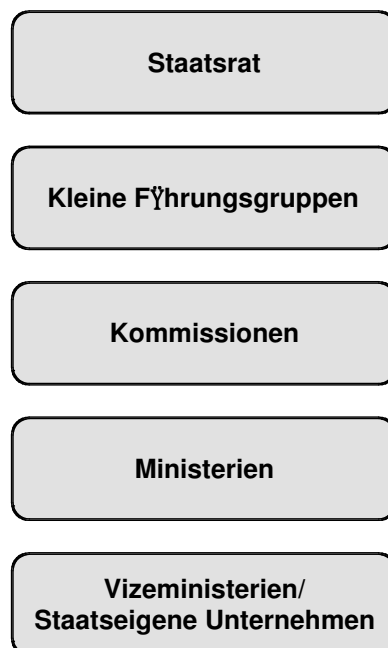 Staatsrat
Kleine FŸhrungsgruppen
Kommissionen
Ministerien
Vizeministerien/
Staatseigene Unternehmen